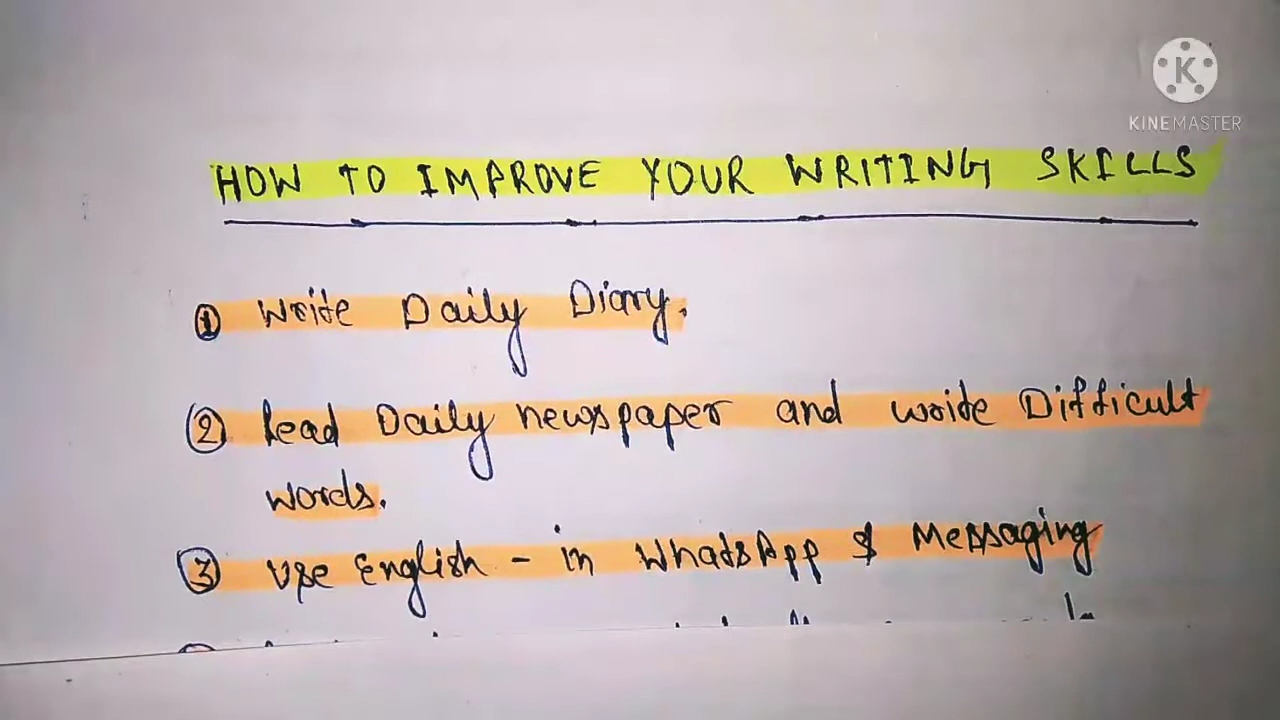 K
KINEMASTER
HOW TO IMPROVE YOUR WRITING SKILLS
① Write Daily Diary.
② Read Daily newspaper and write Difficult
words.
③ Use English - in WhatsApp & Messaging